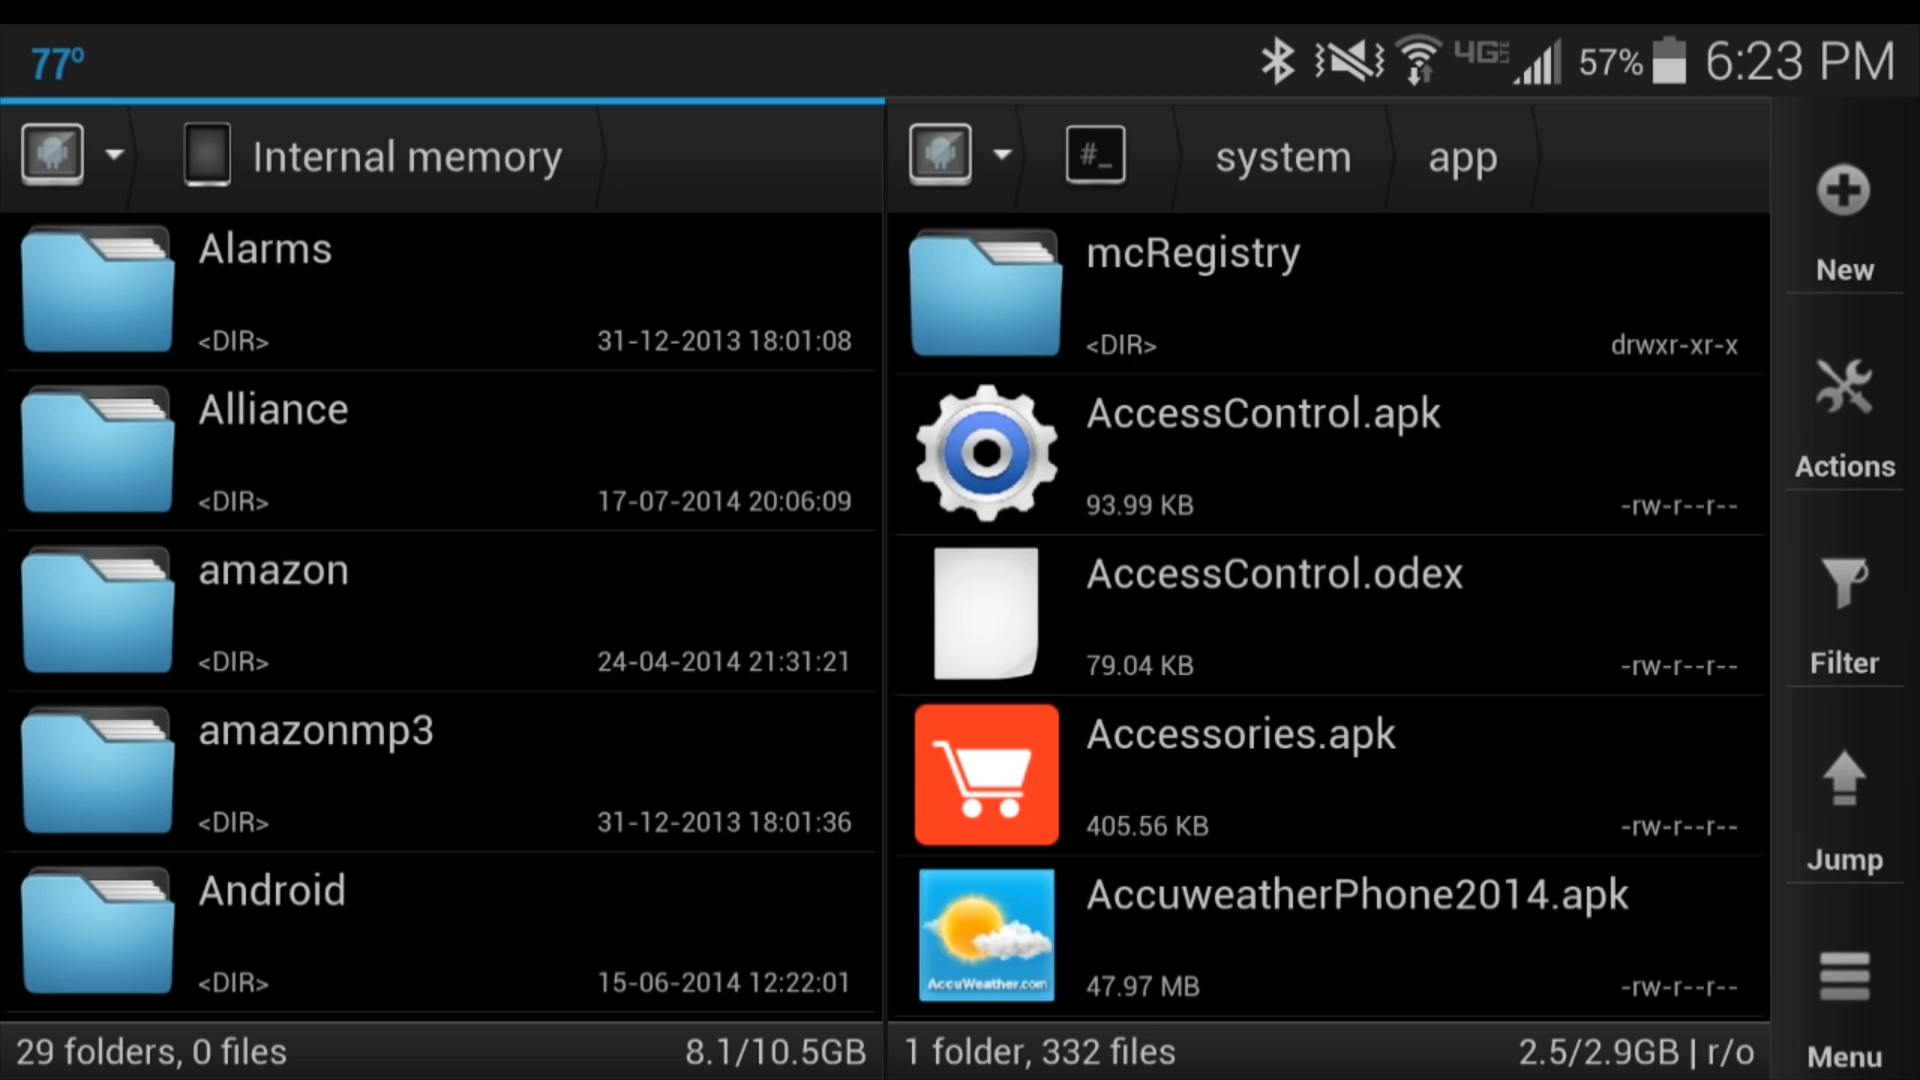 77º
4G LTE 57% 6:23 PM
Internal memory
Alarms
<DIR> 31-12-2013 18:01:08
Alliance
<DIR> 17-07-2014 20:06:09
amazon
<DIR> 24-04-2014 21:31:21
amazonmp3
<DIR> 31-12-2013 18:01:36
Android
<DIR> 15-06-2014 12:22:01
29 folders, 0 files 8.1/10.5GB
#_ system app
mcRegistry
<DIR> drwxr-xr-x
AccessControl.apk
93.99 KB -rw-r--r--
AccessControl.odex
79.04 KB -rw-r--r--
Accessories.apk
405.56 KB -rw-r--r--
AccuweatherPhone2014.apk
AccuWeather.com
47.97 MB -rw-r--r--
1 folder, 332 files 2.5/2.9GB | r/o
New
Actions
Filter
Jump
Menu